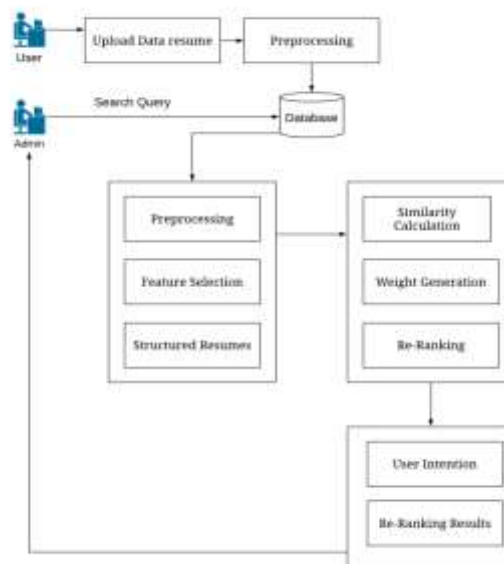 User
Upload Data resume
Preprocessing
Search Query
Admin
Database
Preprocessing
Feature Selection
Structured Resumes
Similarity
Calculation
Weight Generation
Re-Ranking
User Intention
Re-Ranking Results